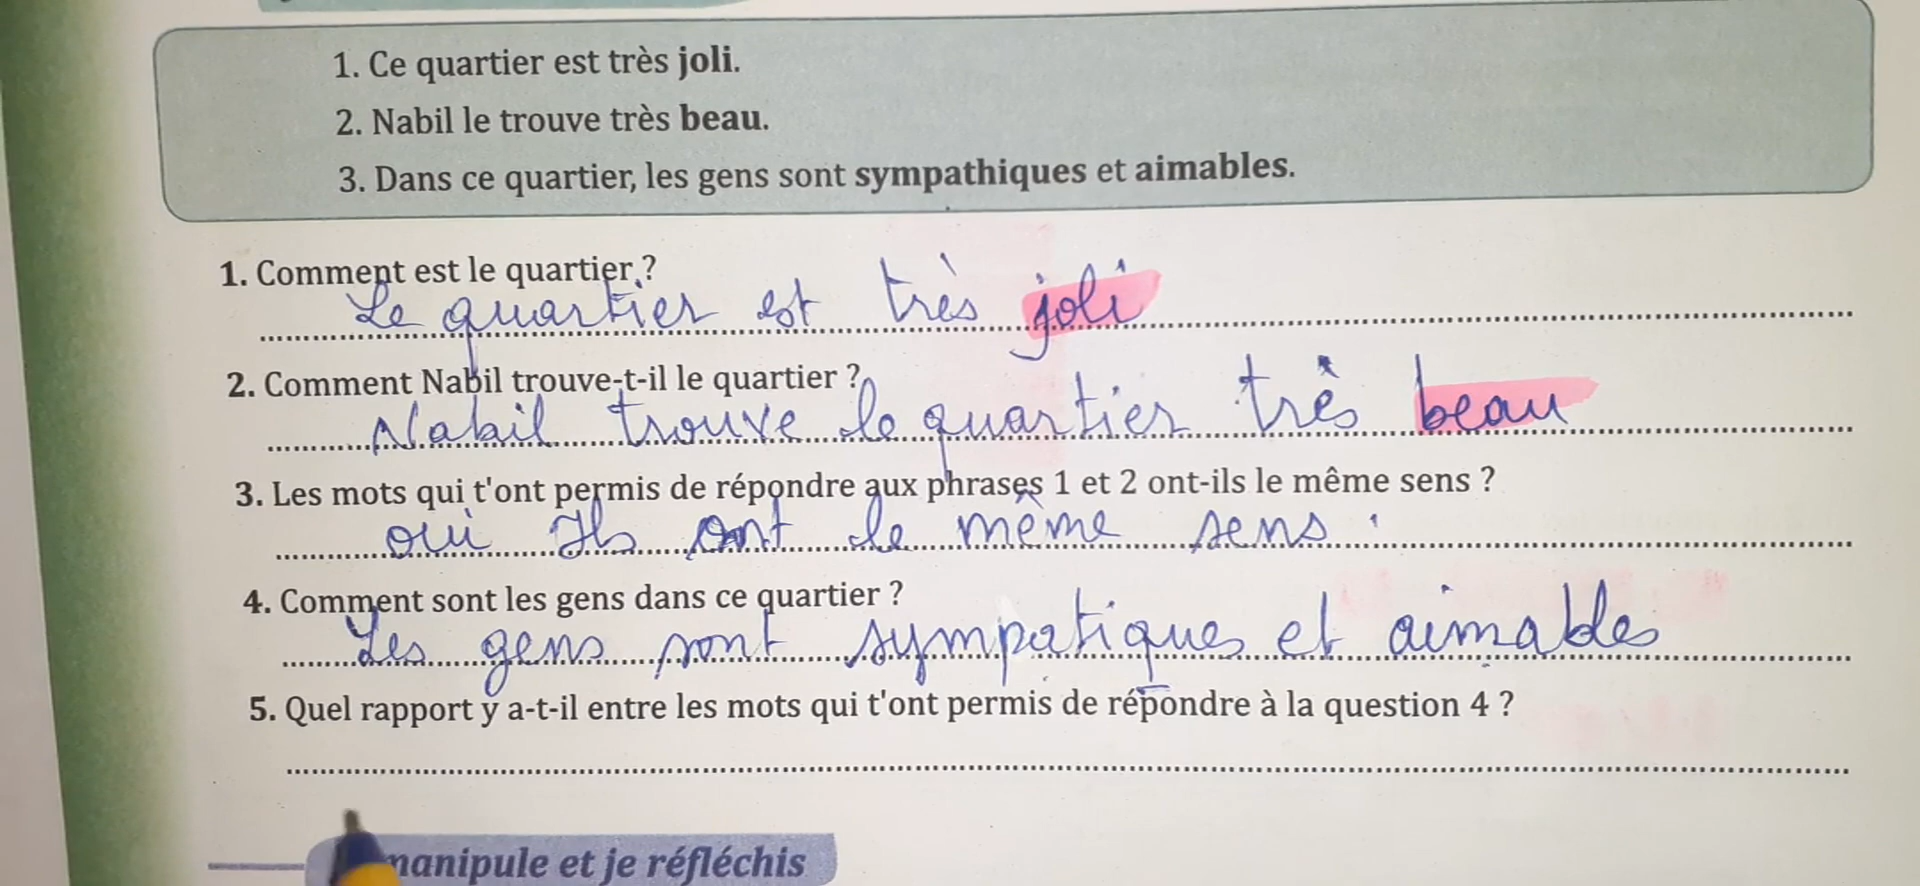 1. Ce quartier est très joli.
2. Nabil le trouve très beau.
3. Dans ce quartier, les gens sont sympathiques et aimables.
1. Comment est le quartier ?
Le quartier est très joli
2. Comment Nabil trouve-t-il le quartier ?
Nabil trouve le quartier très beau
3. Les mots qui t'ont permis de répondre aux phrases 1 et 2 ont-ils le même sens ?
oui Ils ont le même sens.
4. Comment sont les gens dans ce quartier ?
Les gens sont sympatiques et aimables
5. Quel rapport y a-t-il entre les mots qui t'ont permis de répondre à la question 4 ?
manipule et je réfléchis